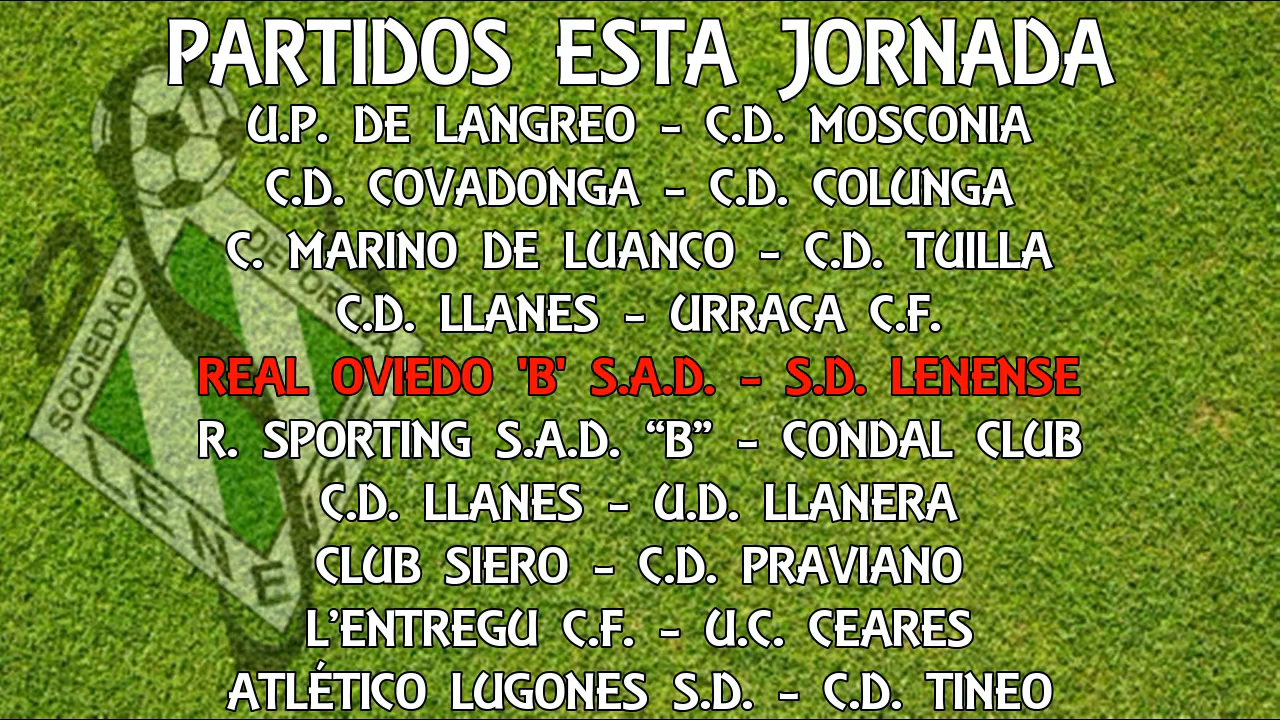 PARTIDOS ESTA JORNADA
U.P. DE LANGREO - C.D. MOSCONIA
C.D. COVADONGA - C.D. COLUNGA
C. MARINO DE LUANCO - C.D. TUILLA
C.D. LLANES - URRACA C.F.
REAL OVIEDO 'B' S.A.D. - S.D. LENENSE
R. SPORTING S.A.D. “B” - CONDAL CLUB
C.D. LLANES - U.D. LLANERA
CLUB SIERO - C.D. PRAVIANO
L’ENTREGU C.F. - U.C. CEARES
ATLÉTICO LUGONES S.D. - C.D. TINEO
SOCIEDAD